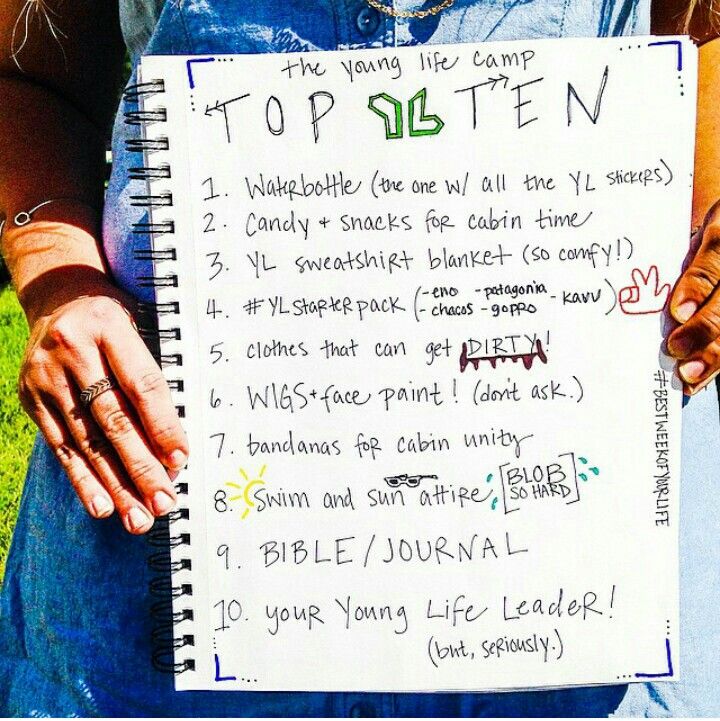 the young life camp
TOP YL TEN
1. Waterbottle (the one w/ all the YL stickers)
2. Candy + snacks for cabin time
3. YL sweatshirt blanket (so comfy!)
4. #YLstarterpack (-eno -patagonia -chacos -gopro -kavu)
5. clothes that can get DIRTY!
6. WIGS + face paint! (don't ask.)
7. bandanas for cabin unity
8. Swim and sun attire [BLOB SO HARD]
9. BIBLE/JOURNAL
10. your Young Life Leader!
(but, seriously.)
#BESTWEEKOFYOURLIFE